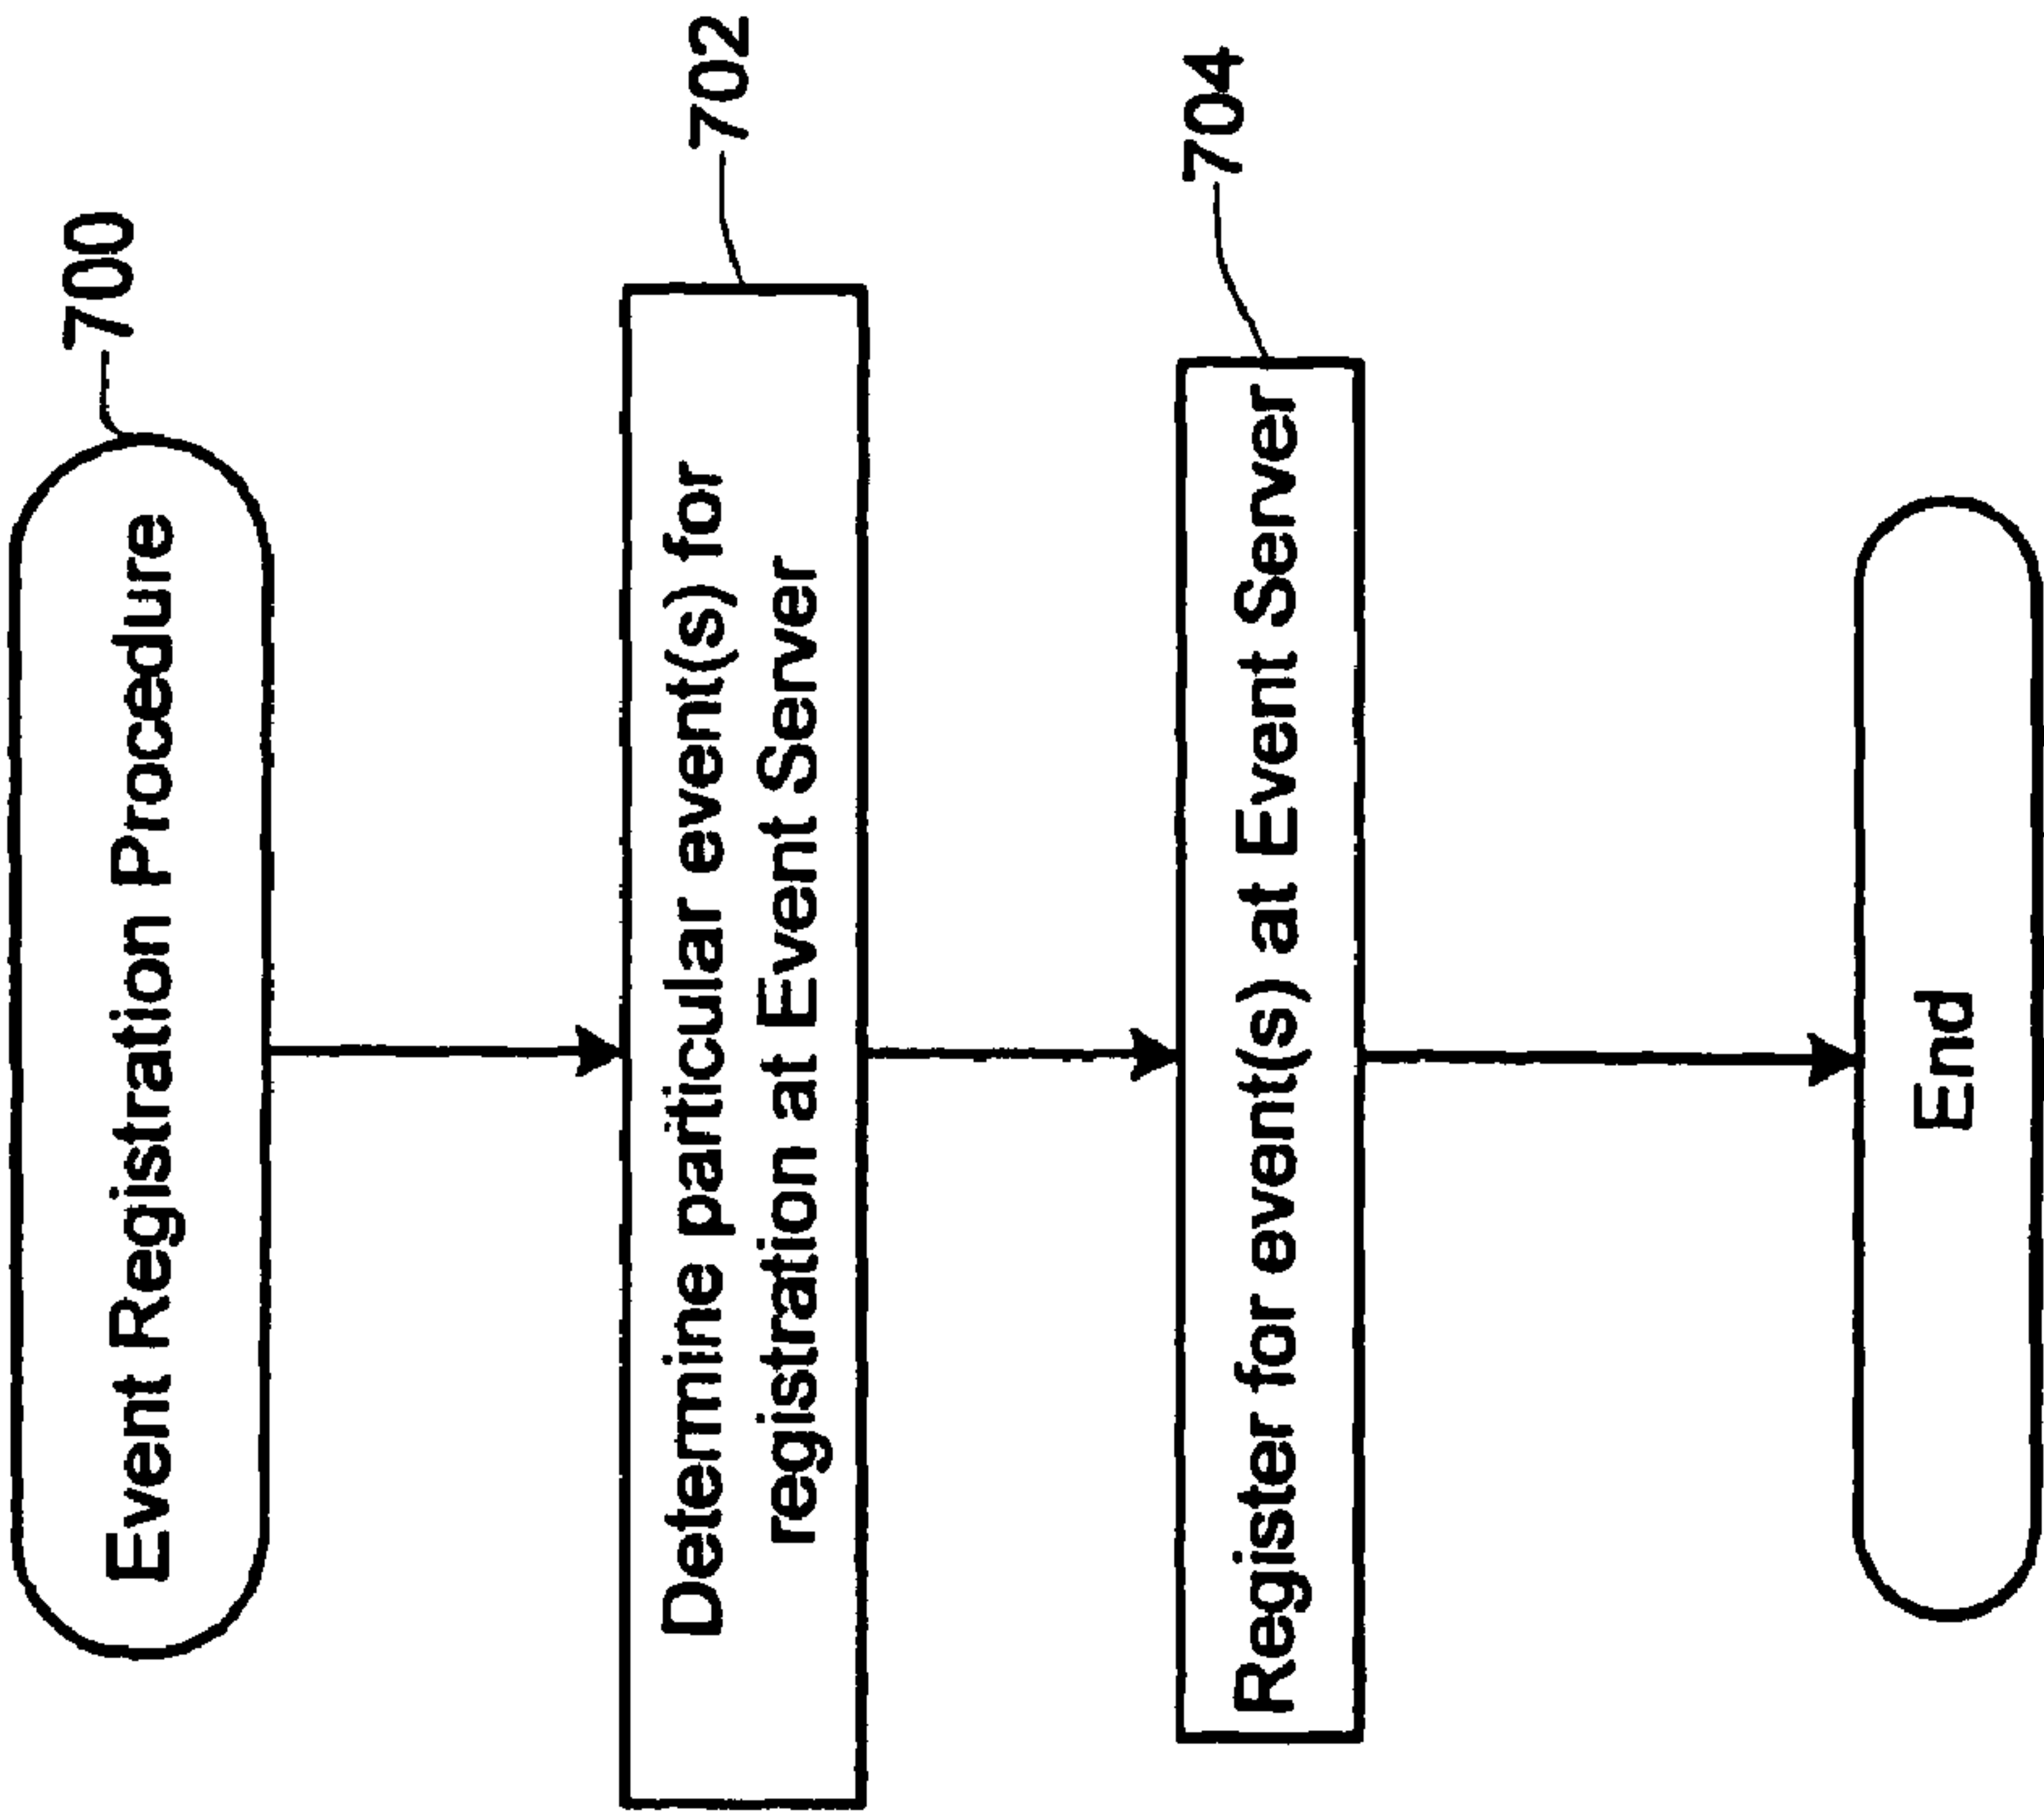 Event Registration Procedure
700
Determine particular event(s) for
registration at Event Server
702
Register for event(s) at Event Server
704
End